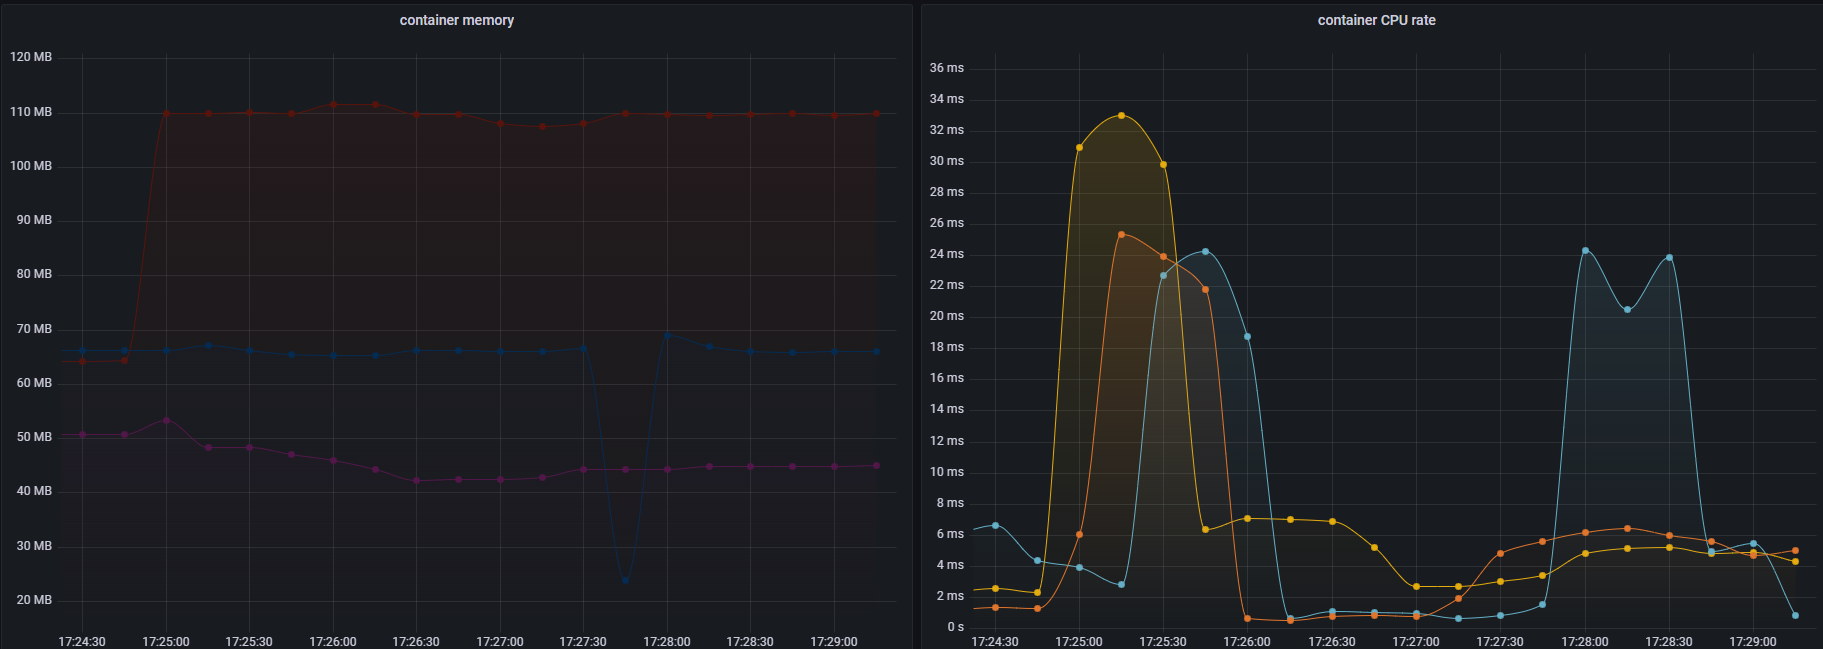 container memory
120 MB
110 MB
100 MB
90 MB
80 MB
70 MB
60 MB
50 MB
40 MB
30 MB
20 MB
17:24:30 17:25:00 17:25:30 17:26:00 17:26:30 17:27:00 17:27:30 17:28:00 17:28:30 17:29:00
container CPU rate
36 ms
34 ms
32 ms
30 ms
28 ms
26 ms
24 ms
22 ms
20 ms
18 ms
16 ms
14 ms
12 ms
10 ms
8 ms
6 ms
4 ms
2 ms
0 s
17:24:30 17:25:00 17:25:30 17:26:00 17:26:30 17:27:00 17:27:30 17:28:00 17:28:30 17:29:00